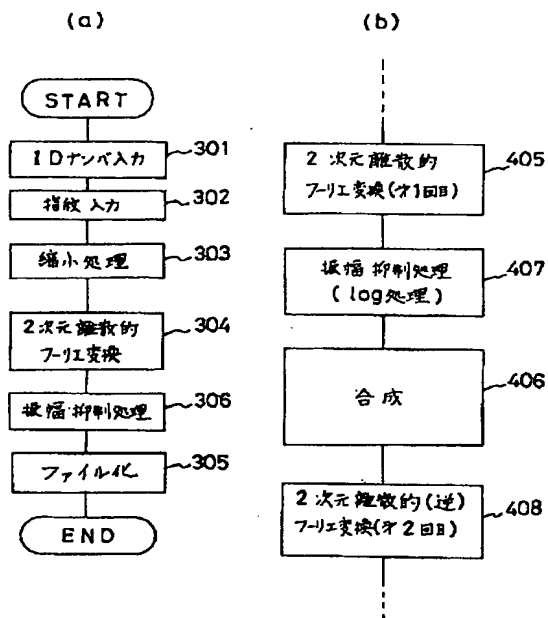 (a)
START
IDナンバ入力
301
指紋入力
302
縮小処理
303
2次元離散的
フーリエ変換
304
振幅抑制処理
306
ファイル化
305
END
(b)
2次元離散的
フーリエ変換(才1回目)
405
振幅抑制処理
(log処理)
407
合成
406
2次元離散的(逆)
フーリエ変換(才2回目)
408